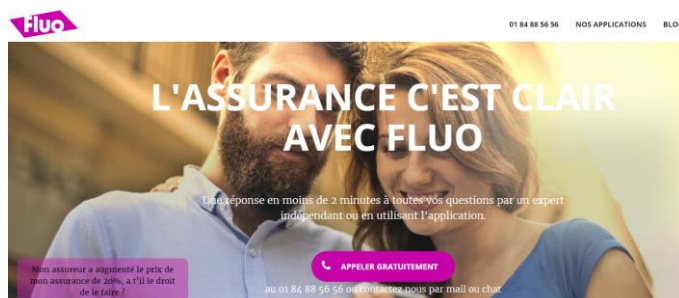 Fluo
01 84 88 56 56 NOS APPLICATIONS BLO
L'ASSURANCE C'EST CLAIR
AVEC FLUO
Une réponse en moins de 2 minutes à toutes vos questions par un expert
indépendant ou en utilisant l'application.
APPELER GRATUITEMENT
au 01 84 88 56 56 ou contactez nous par mail ou chat
Mon assureur a augmenté le prix de
mon assurance de 20%, a t'il le droit
de le faire ?